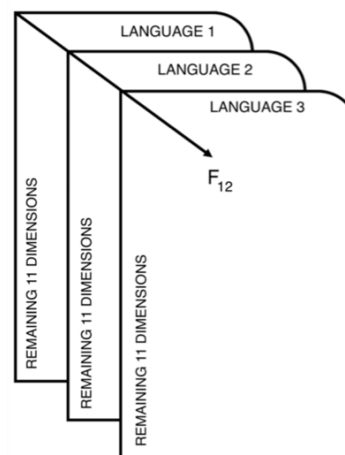 LANGUAGE 1
LANGUAGE 2
LANGUAGE 3
F12
REMAINING 11 DIMENSIONS
REMAINING 11 DIMENSIONS
REMAINING 11 DIMENSIONS